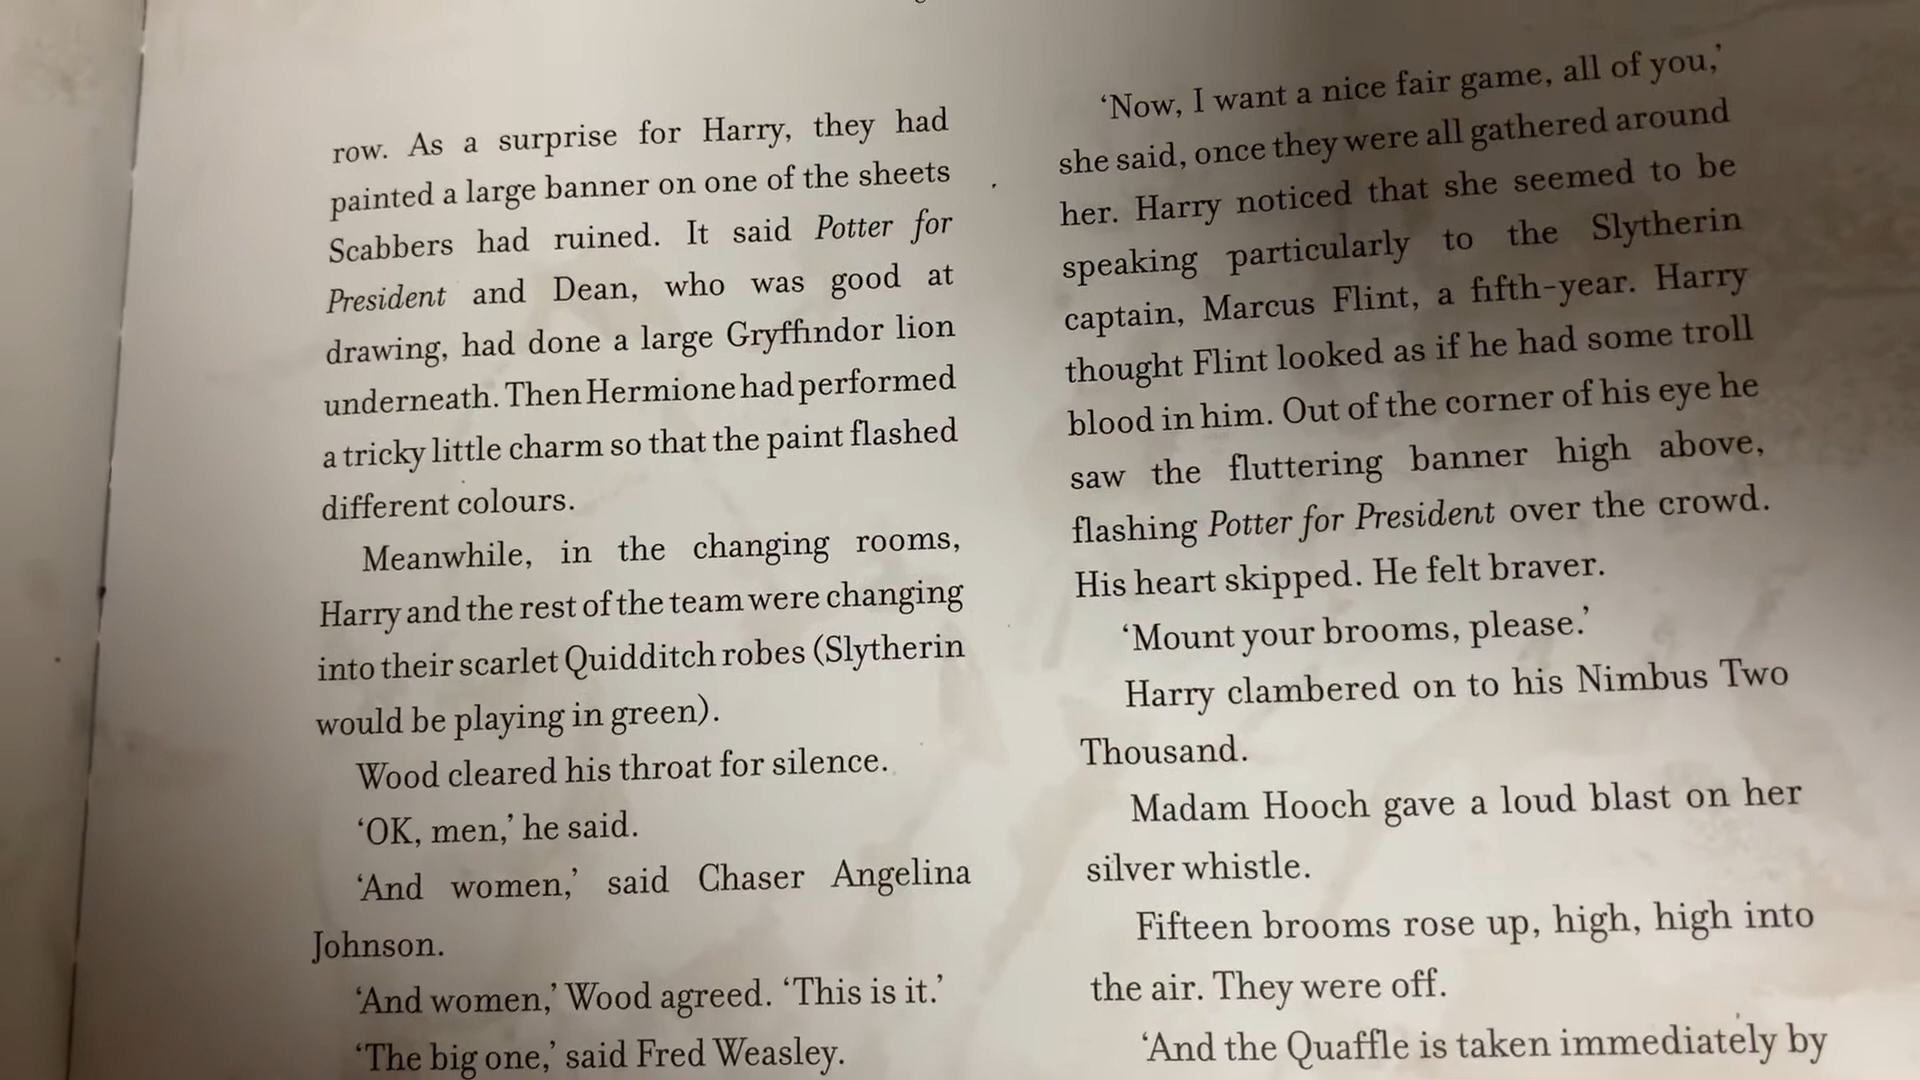 row. As a surprise for Harry, they had
painted a large banner on one of the sheets
Scabbers had ruined. It said Potter for
President and Dean, who was good at
drawing, had done a large Gryffindor lion
underneath. Then Hermione had performed
a tricky little charm so that the paint flashed
different colours.
Meanwhile, in the changing rooms,
Harry and the rest of the team were changing
into their scarlet Quidditch robes (Slytherin
would be playing in green).
Wood cleared his throat for silence.
‘OK, men,’ he said.
‘And women,’ said Chaser Angelina
Johnson.
‘And women,’ Wood agreed. ‘This is it.’
‘The big one,’ said Fred Weasley.
‘Now, I want a nice fair game, all of you,’
she said, once they were all gathered around
her. Harry noticed that she seemed to be
speaking particularly to the Slytherin
captain, Marcus Flint, a fifth-year. Harry
thought Flint looked as if he had some troll
blood in him. Out of the corner of his eye he
saw the fluttering banner high above,
flashing Potter for President over the crowd.
His heart skipped. He felt braver.
‘Mount your brooms, please.’
Harry clambered on to his Nimbus Two
Thousand.
Madam Hooch gave a loud blast on her
silver whistle.
Fifteen brooms rose up, high, high into
the air. They were off.
‘And the Quaffle is taken immediately by